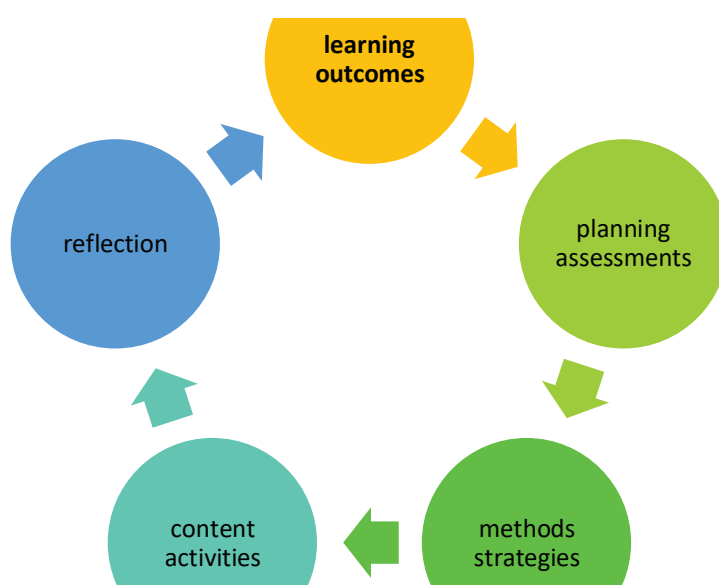 learning
outcomes
planning
assessments
methods
strategies
content
activities
reflection